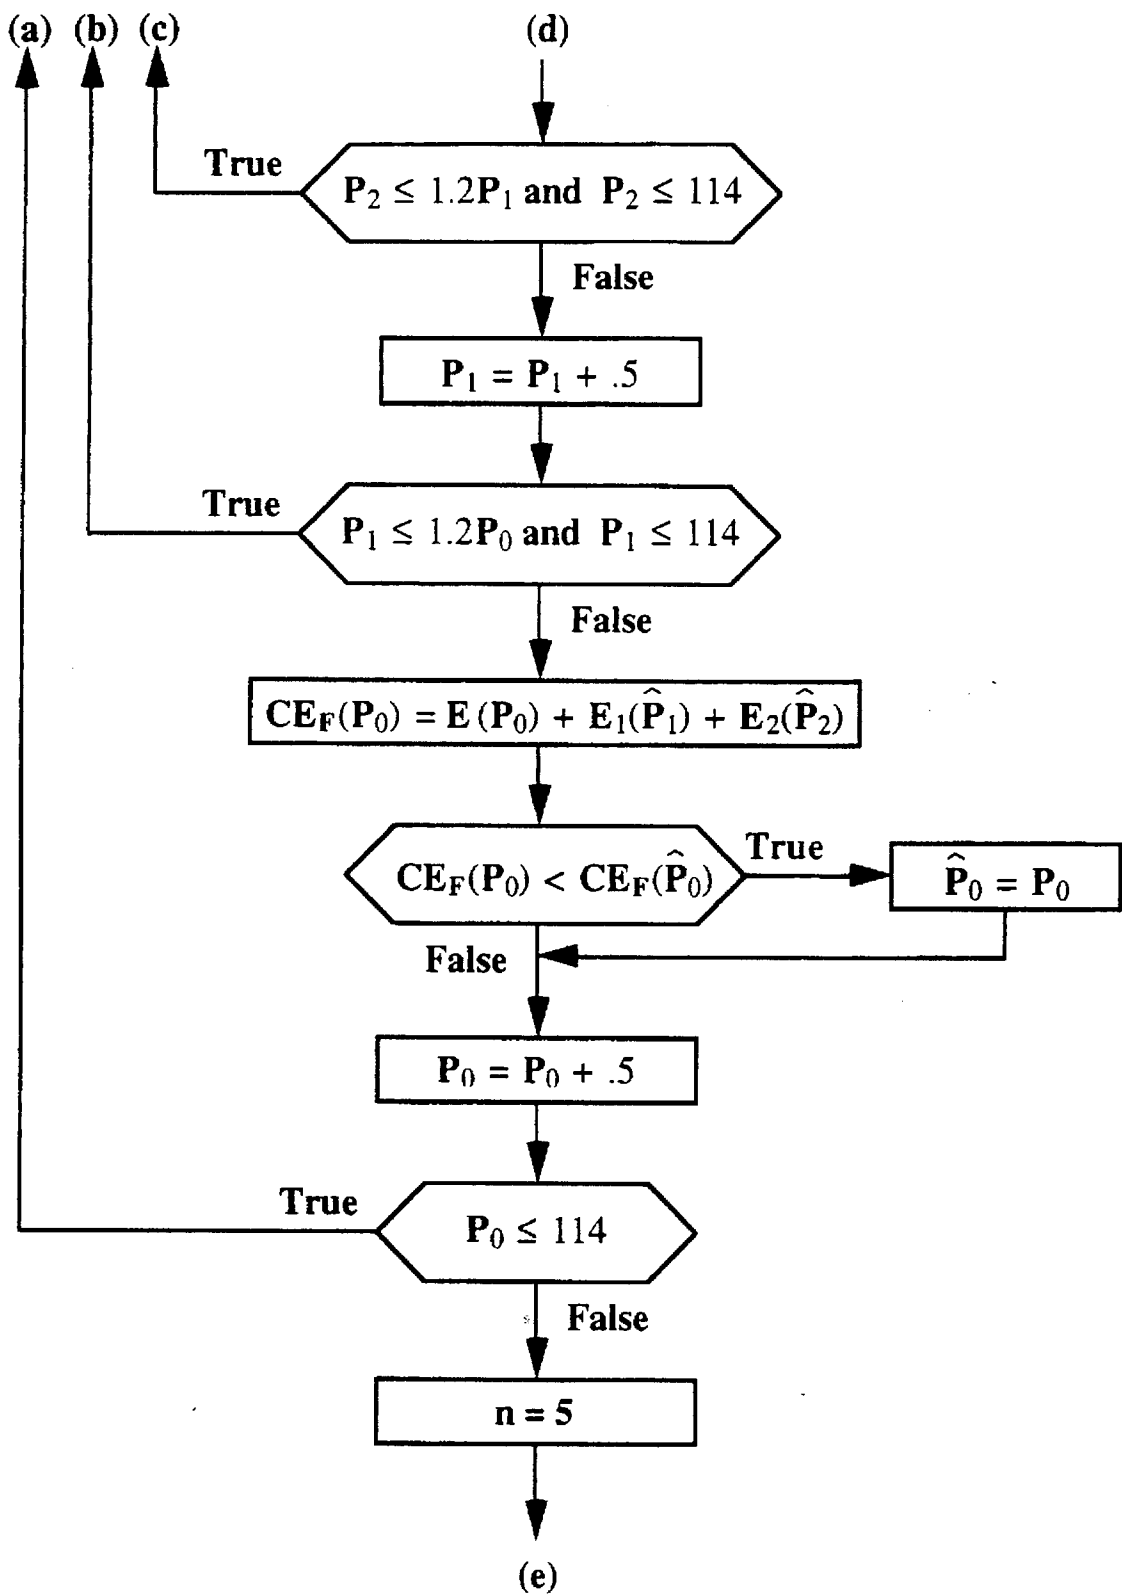 (a) (b) (c) (d)
True
P₂ ≤ 1.2P₁ and P₂ ≤ 114
False
P₁ = P₁ + .5
True
P₁ ≤ 1.2P₀ and P₁ ≤ 114
False
CE_F(P₀) = E (P₀) + E₁(P̂₁) + E₂(P̂₂)
CE_F(P₀) < CE_F(P̂₀)
True
P̂₀ = P₀
False
P₀ = P₀ + .5
True
P₀ ≤ 114
False
n = 5
(e)